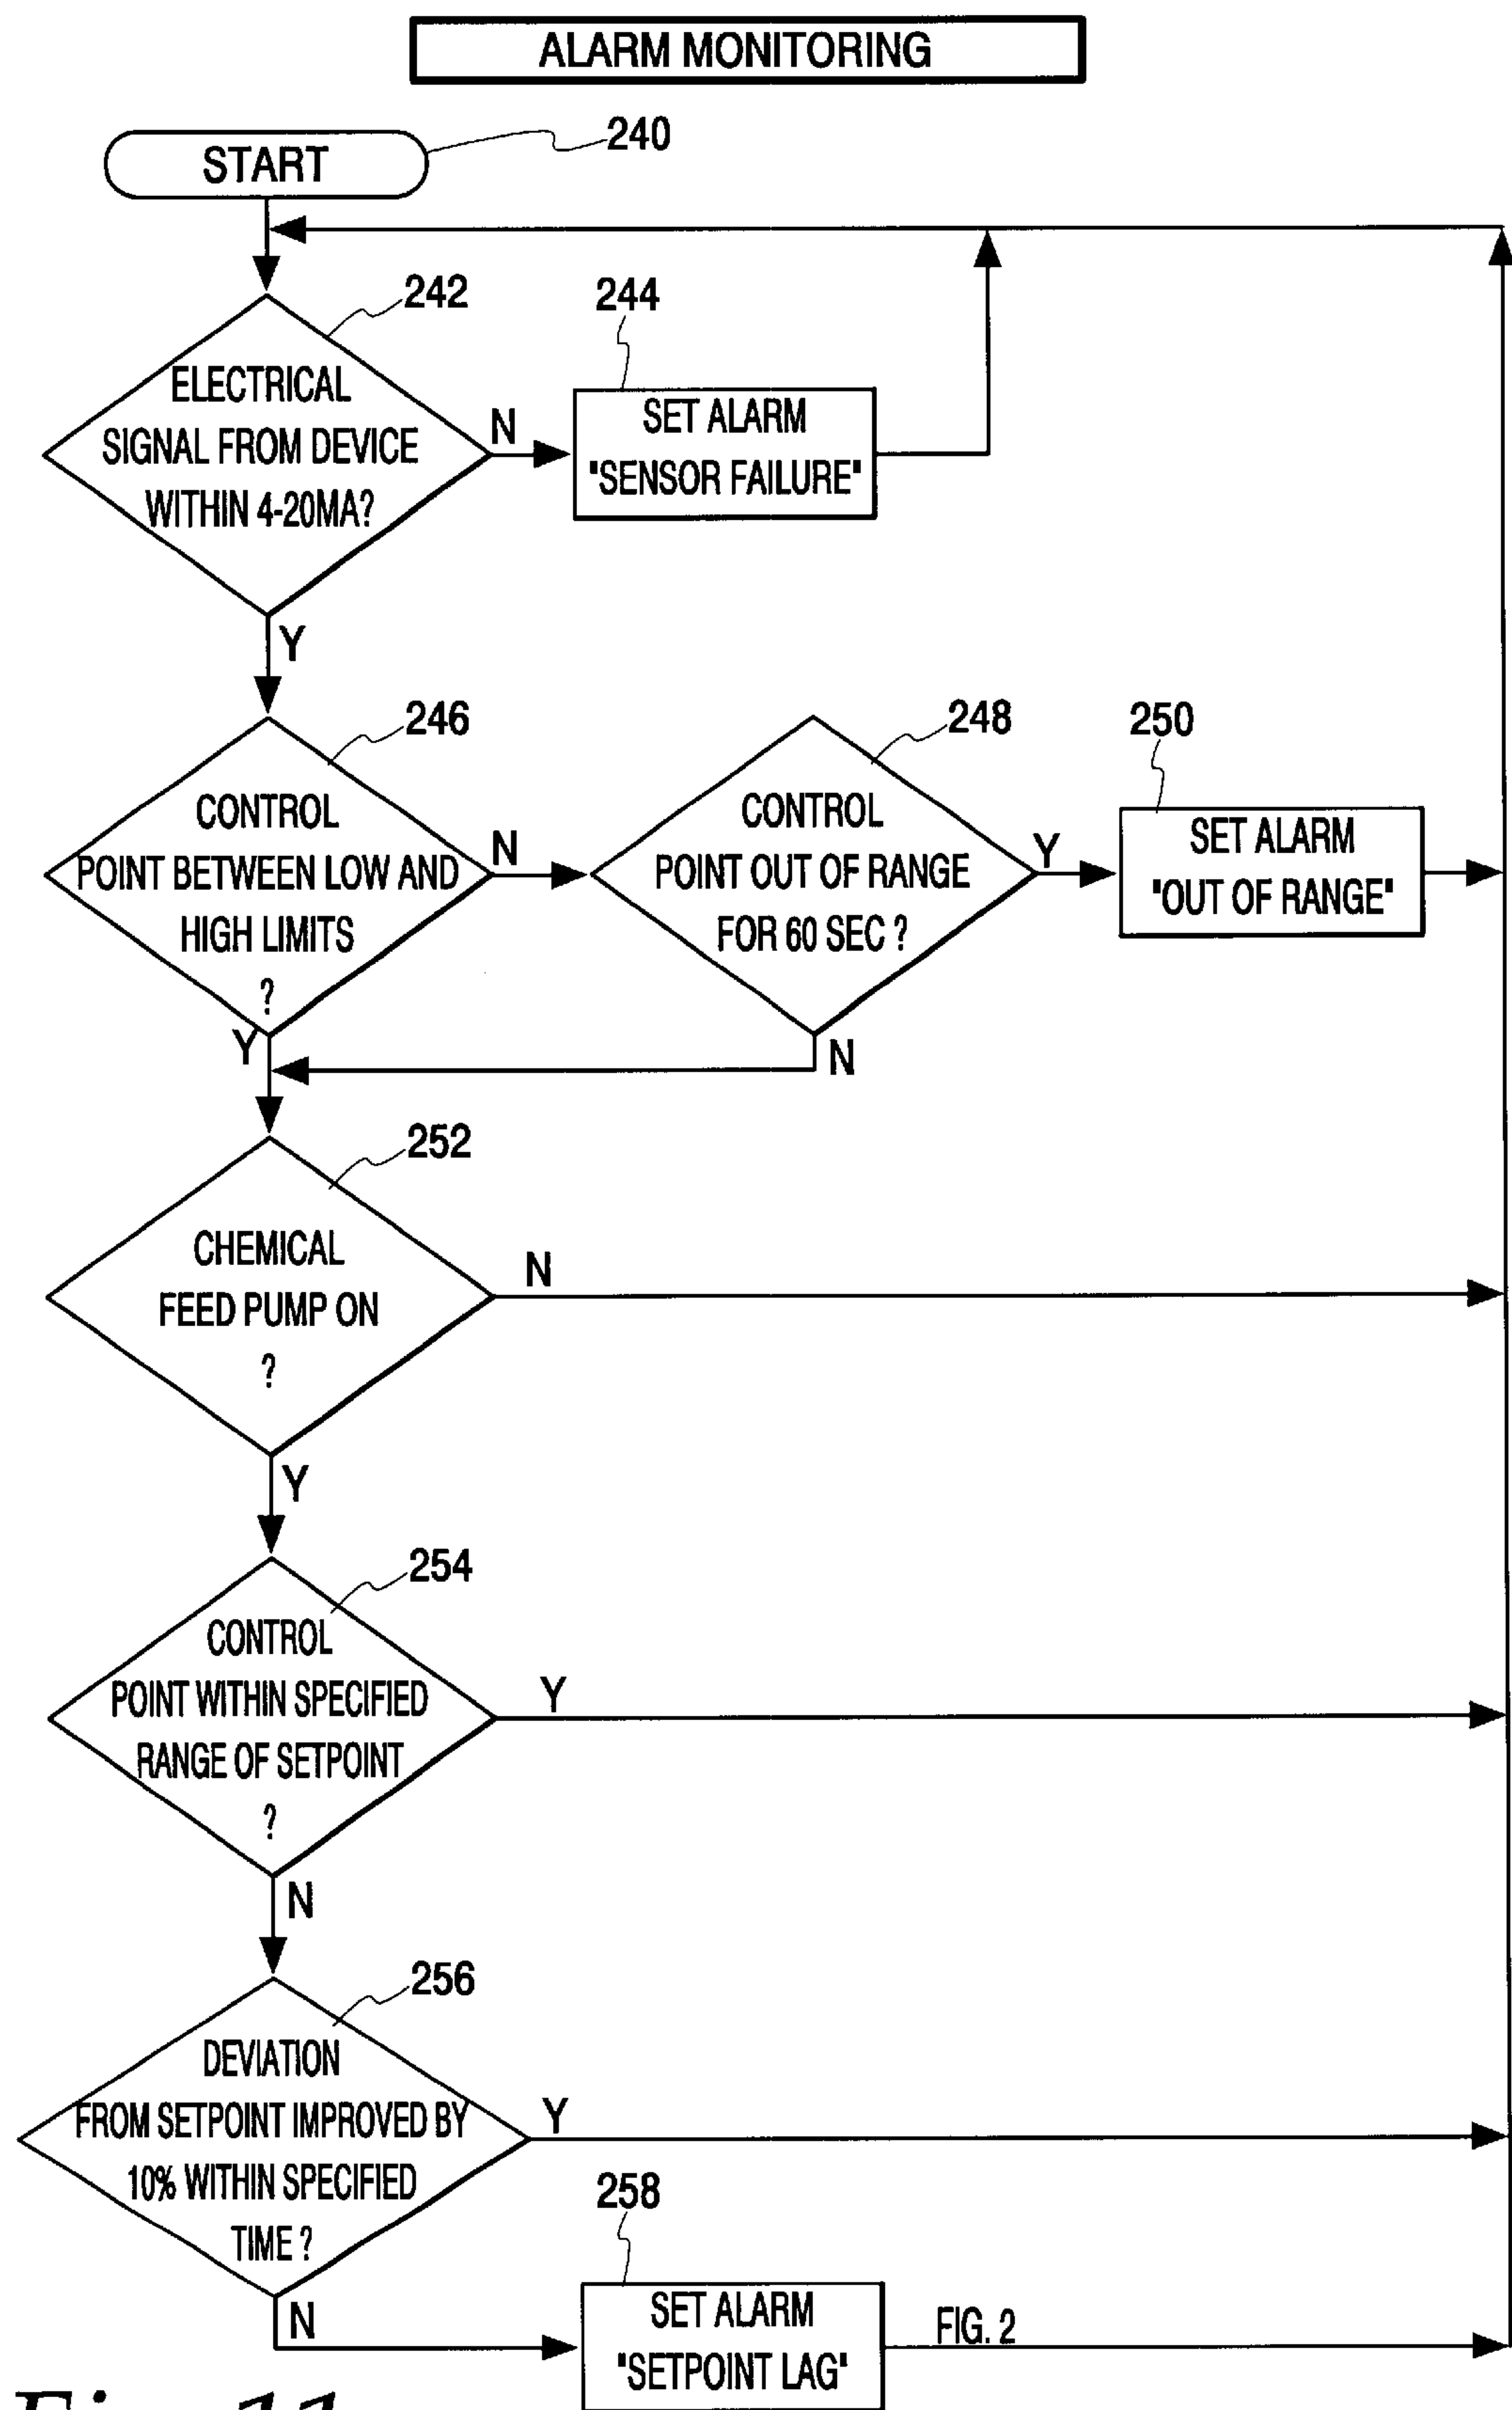 ALARM MONITORING
START
240
242
ELECTRICAL
SIGNAL FROM DEVICE
WITHIN 4-20MA?
N
244
SET ALARM
"SENSOR FAILURE"
Y
246
CONTROL
POINT BETWEEN LOW AND
HIGH LIMITS
?
N
Y
248
CONTROL
POINT OUT OF RANGE
FOR 60 SEC ?
Y
N
250
SET ALARM
"OUT OF RANGE"
252
CHEMICAL
FEED PUMP ON
?
N
Y
254
CONTROL
POINT WITHIN SPECIFIED
RANGE OF SETPOINT
?
Y
N
256
DEVIATION
FROM SETPOINT IMPROVED BY
10% WITHIN SPECIFIED
TIME ?
Y
N
258
SET ALARM
"SETPOINT LAG"
FIG. 2